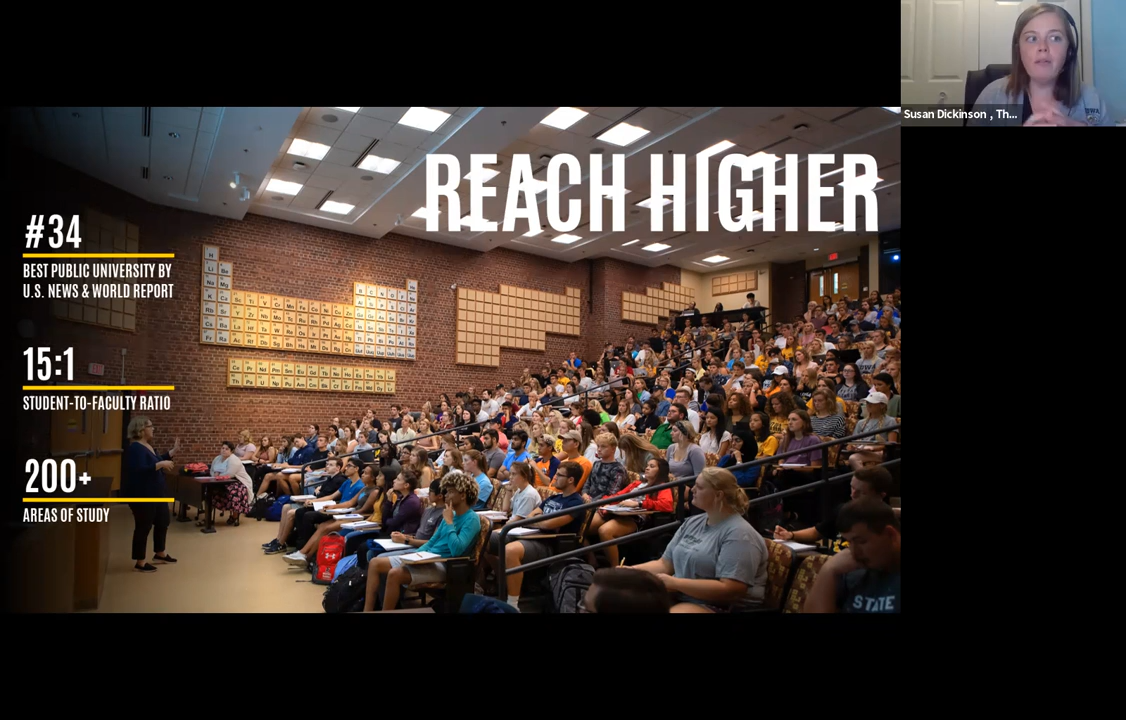 REACH HIGHER
#34
BEST PUBLIC UNIVERSITY BY
U.S. NEWS & WORLD REPORT
15:1
STUDENT-TO-FACULTY RATIO
200+
AREAS OF STUDY
Susan Dickinson , Th...
STATE